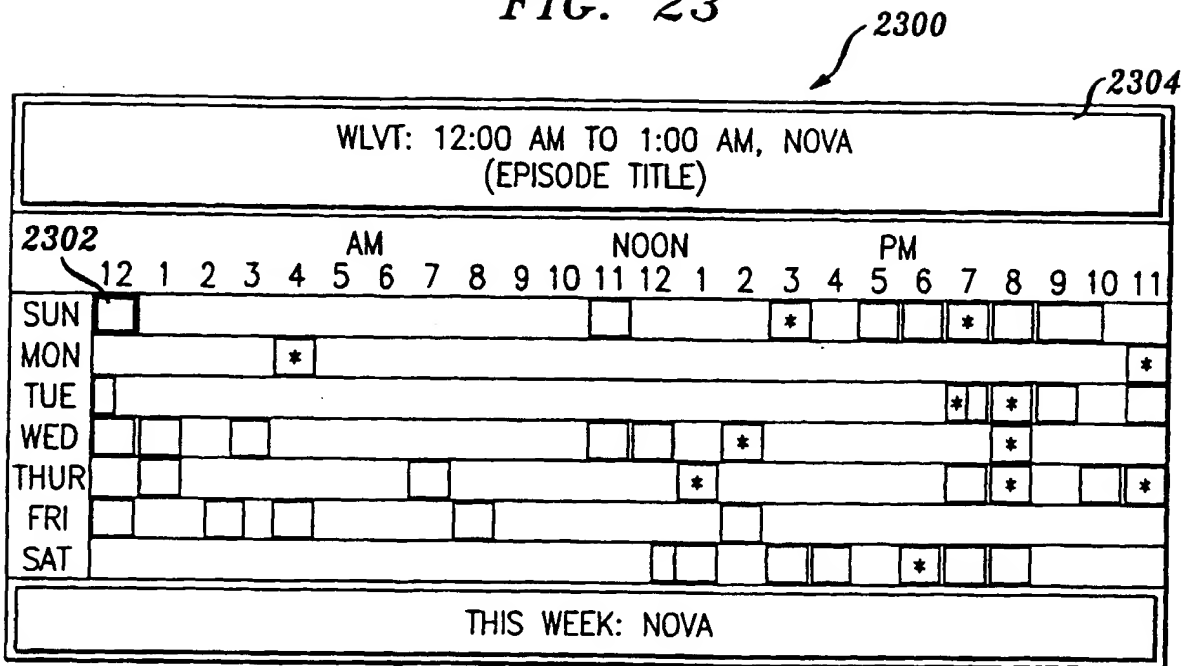 FIG. 23
2300
2304
WLVT: 12:00 AM TO 1:00 AM, NOVA
(EPISODE TITLE)
2302
AM NOON PM
12 1 2 3 4 5 6 7 8 9 10 11 12 1 2 3 4 5 6 7 8 9 10 11
SUN * *
MON * *
TUE * *
WED * *
THUR * * *
FRI
SAT *
THIS WEEK: NOVA